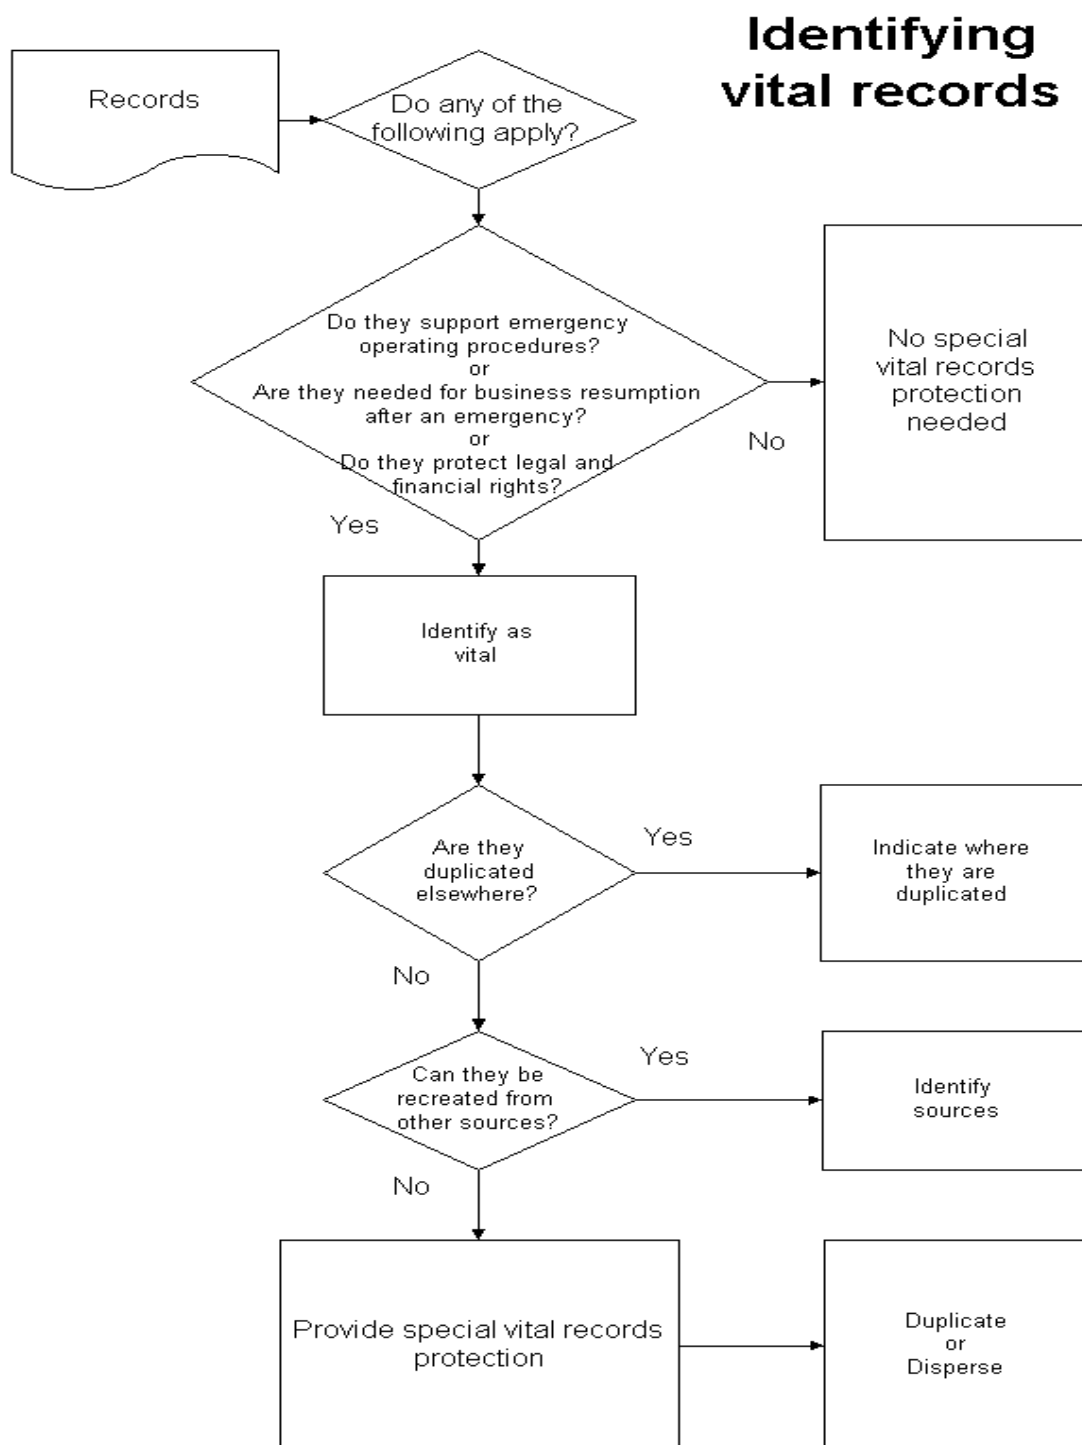 Identifying
vital records
Records
Do any of the
following apply?
Do they support emergency
operating procedures?
or
Are they needed for business resumption
after an emergency?
or
Do they protect legal and
financial rights?
No
No special
vital records
protection
needed
Yes
Identify as
vital
Are they
duplicated
elsewhere?
Yes
Indicate where
they are
duplicated
No
Can they be
recreated from
other sources?
Yes
Identify
sources
No
Provide special vital records
protection
Duplicate
or
Disperse